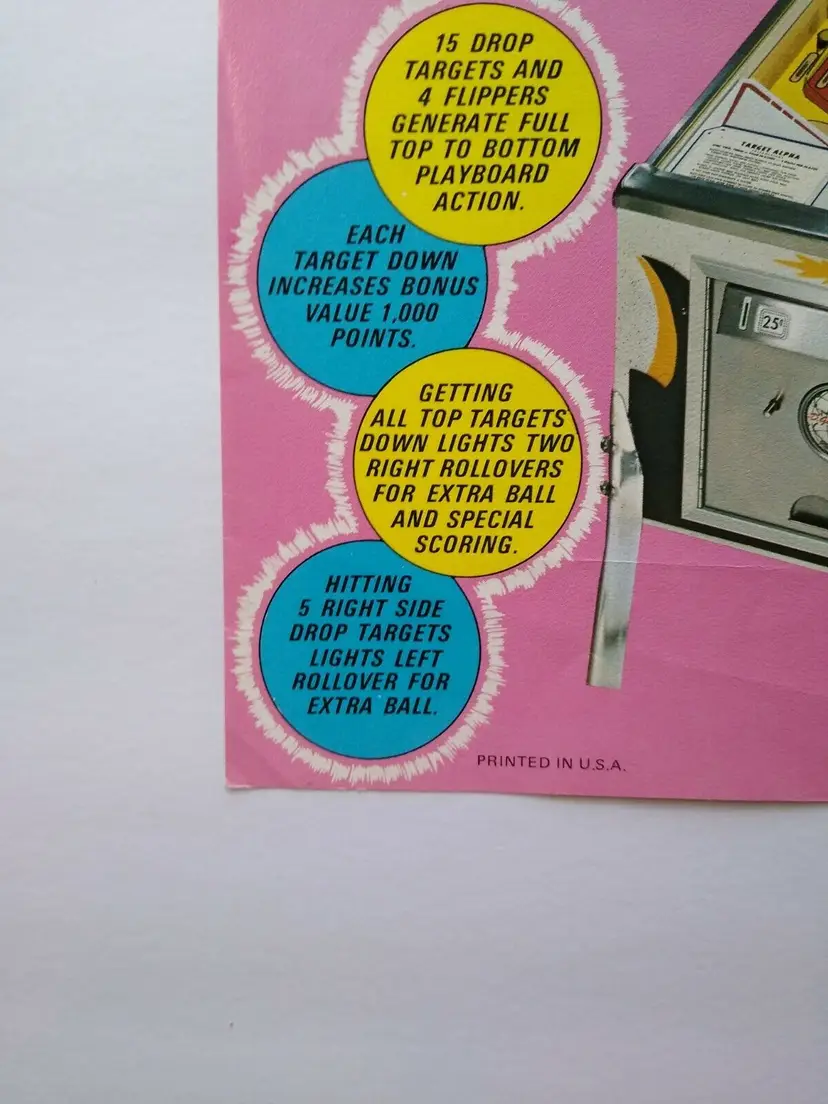 15 DROP
TARGETS AND
4 FLIPPERS
GENERATE FULL
TOP TO BOTTOM
PLAYBOARD
ACTION.
EACH
TARGET DOWN
INCREASES BONUS
VALUE 1,000
POINTS.
GETTING
ALL TOP TARGETS
DOWN LIGHTS TWO
RIGHT ROLLOVERS
FOR EXTRA BALL
AND SPECIAL
SCORING.
HITTING
5 RIGHT SIDE
DROP TARGETS
LIGHTS LEFT
ROLLOVER FOR
EXTRA BALL.
PRINTED IN U.S.A.
TARGET ALPHA
25¢